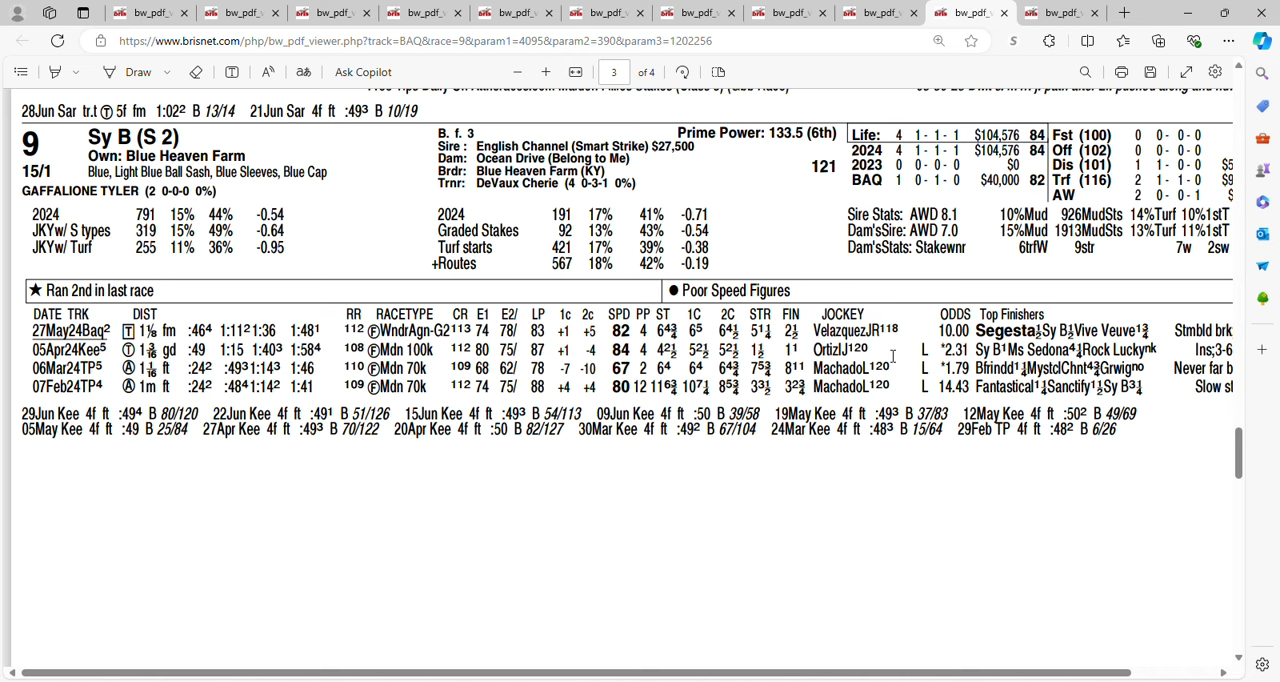 bw_pdf_v bw_pdf_v bw_pdf_v bw_pdf_v bw_pdf_v bw_pdf_v bw_pdf_v bw_pdf_v bw_pdf_v bw_pdf_ bw_pdf_
https://www.brisnet.com/php/bw_pdf_viewer.php?track=BAQ&race=9&param1=4095&param2=390&param3=1202256
Draw Ask Copilot 3 of 4
28Jun Sar tr.t Ⓣ 5f fm 1:02² B 13/14 21Jun Sar 4f ft :49³ B 10/19
9 Sy B (S 2)
Own: Blue Heaven Farm
15/1 Blue, Light Blue Ball Sash, Blue Sleeves, Blue Cap
GAFFALIONE TYLER (2 0-0-0 0%)
B. f. 3 Prime Power: 133.5 (6th)
Sire : English Channel (Smart Strike) $27,500
Dam: Ocean Drive (Belong to Me)
Brdr: Blue Heaven Farm (KY)
Trnr: DeVaux Cherie (4 0-3-1 0%)
121
Life: 4 1- 1- 1 $104,576 84 Fst (100) 0 0- 0- 0
2024 4 1- 1- 1 $104,576 84 Off (102) 0 0- 0- 0
2023 0 0- 0- 0 $0 Dis (101) 1 1- 0- 0 $5
BAQ 1 0- 1- 0 $40,000 82 Trf (116) 2 1- 1- 0 $9
AW 2 0- 0- 1 $
2024 791 15% 44% -0.54 2024 191 17% 41% -0.71 Sire Stats: AWD 8.1 10%Mud 926MudSts 14%Turf 10%1stT
JKYw/ S types 319 15% 49% -0.64 Graded Stakes 92 13% 43% -0.54 Dam'sSire: AWD 7.0 15%Mud 1913MudSts 13%Turf 11%1stT
JKYw/ Turf 255 11% 36% -0.95 Turf starts 421 17% 39% -0.38 Dam'sStats: Stakewnr 6trfW 9str 7w 2sw
+Routes 567 18% 42% -0.19
★ Ran 2nd in last race ● Poor Speed Figures
DATE TRK DIST RR RACETYPE CR E1 E2/ LP 1c 2c SPD PP ST 1C 2C STR FIN JOCKEY ODDS Top Finishers
27May24Baq² 🅃 1⅛ fm :46⁴ 1:11² 1:36 1:48¹ 112 Ⓕ WndrAgn-G2 113 74 78/ 83 +1 +5 82 4 6⁴¾ 6⁵ 6⁴½ 5¹¼ 2½ VelazquezJR118 10.00 Segesta½Sy B½Vive Veuve1¾ Stmbld brk
05Apr24Kee⁵ Ⓣ 1 3/16 gd :49 1:15 1:40³ 1:58⁴ 108 Ⓕ Mdn 100k 112 80 75/ 87 +1 -4 84 4 4²½ 5²½ 5²½ 1½ 1¹ OrtizIJ120 L *2.31 Sy B¹Ms Sedona4¼Rock Luckynk Ins;3-6
06Mar24TP⁵ Ⓐ 1 1/16 ft :24² :49³ 1:14³ 1:46 110 Ⓕ Mdn 70k 109 68 62/ 78 -7 -10 67 2 6⁴ 6⁴ 6⁴¾ 7⁵¾ 8¹¹ MachadoL120 L *1.79 Bfrindd1¼MystclChnt4¾Grwigno Never far b
07Feb24TP⁴ Ⓐ 1m ft :24² :48⁴ 1:14² 1:41 109 Ⓕ Mdn 70k 112 74 75/ 88 +4 +4 80 12 11⁶¾ 10⁷¼ 8⁵¾ 3³½ 3²¾ MachadoL120 L 14.43 Fantastical1¼Sanctify1½Sy B3¼ Slow st
29Jun Kee 4f ft :49⁴ B 80/120 22Jun Kee 4f ft :49¹ B 51/126 15Jun Kee 4f ft :49³ B 54/113 09Jun Kee 4f ft :50 B 39/58 19May Kee 4f ft :49³ B 37/83 12May Kee 4f ft :50² B 49/69
05May Kee 4f ft :49 B 25/84 27Apr Kee 4f ft :49³ B 70/122 20Apr Kee 4f ft :50 B 82/127 30Mar Kee 4f ft :49² B 67/104 24Mar Kee 4f ft :48³ B 15/64 29Feb TP 4f ft :48² B 6/26